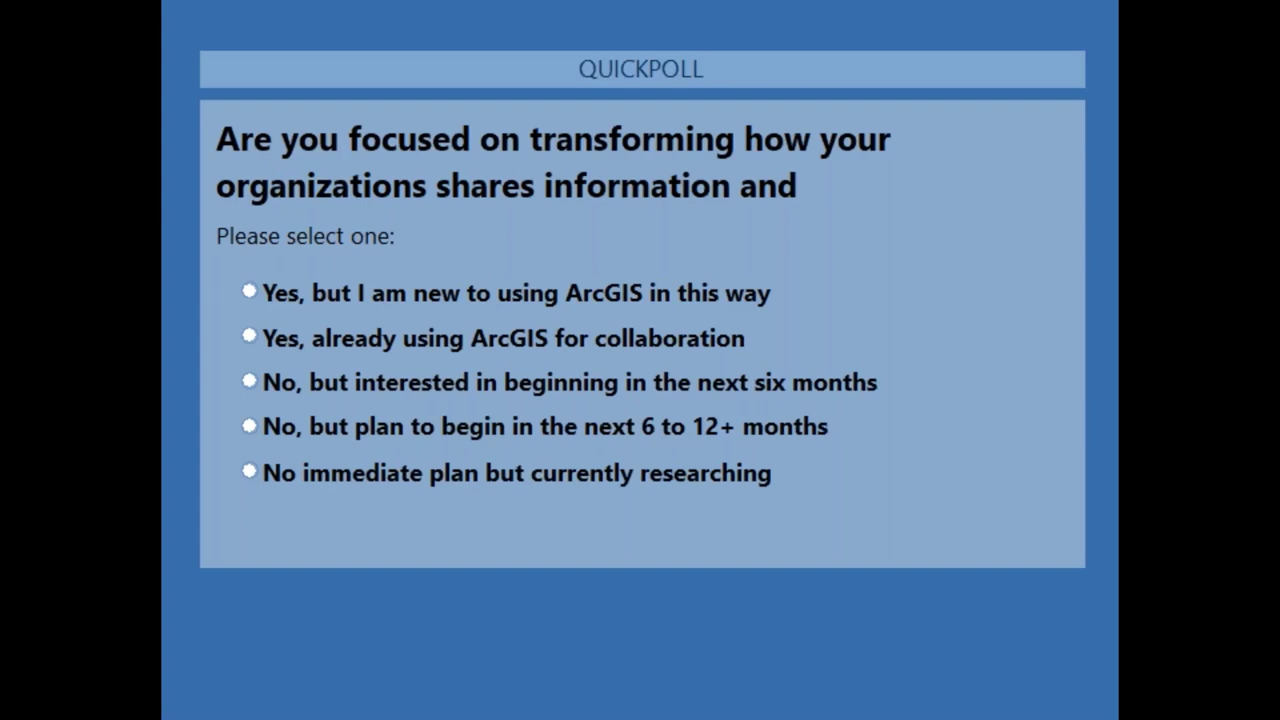 QUICKPOLL
Are you focused on transforming how your
organizations shares information and
Please select one:
Yes, but I am new to using ArcGIS in this way
Yes, already using ArcGIS for collaboration
No, but interested in beginning in the next six months
No, but plan to begin in the next 6 to 12+ months
No immediate plan but currently researching